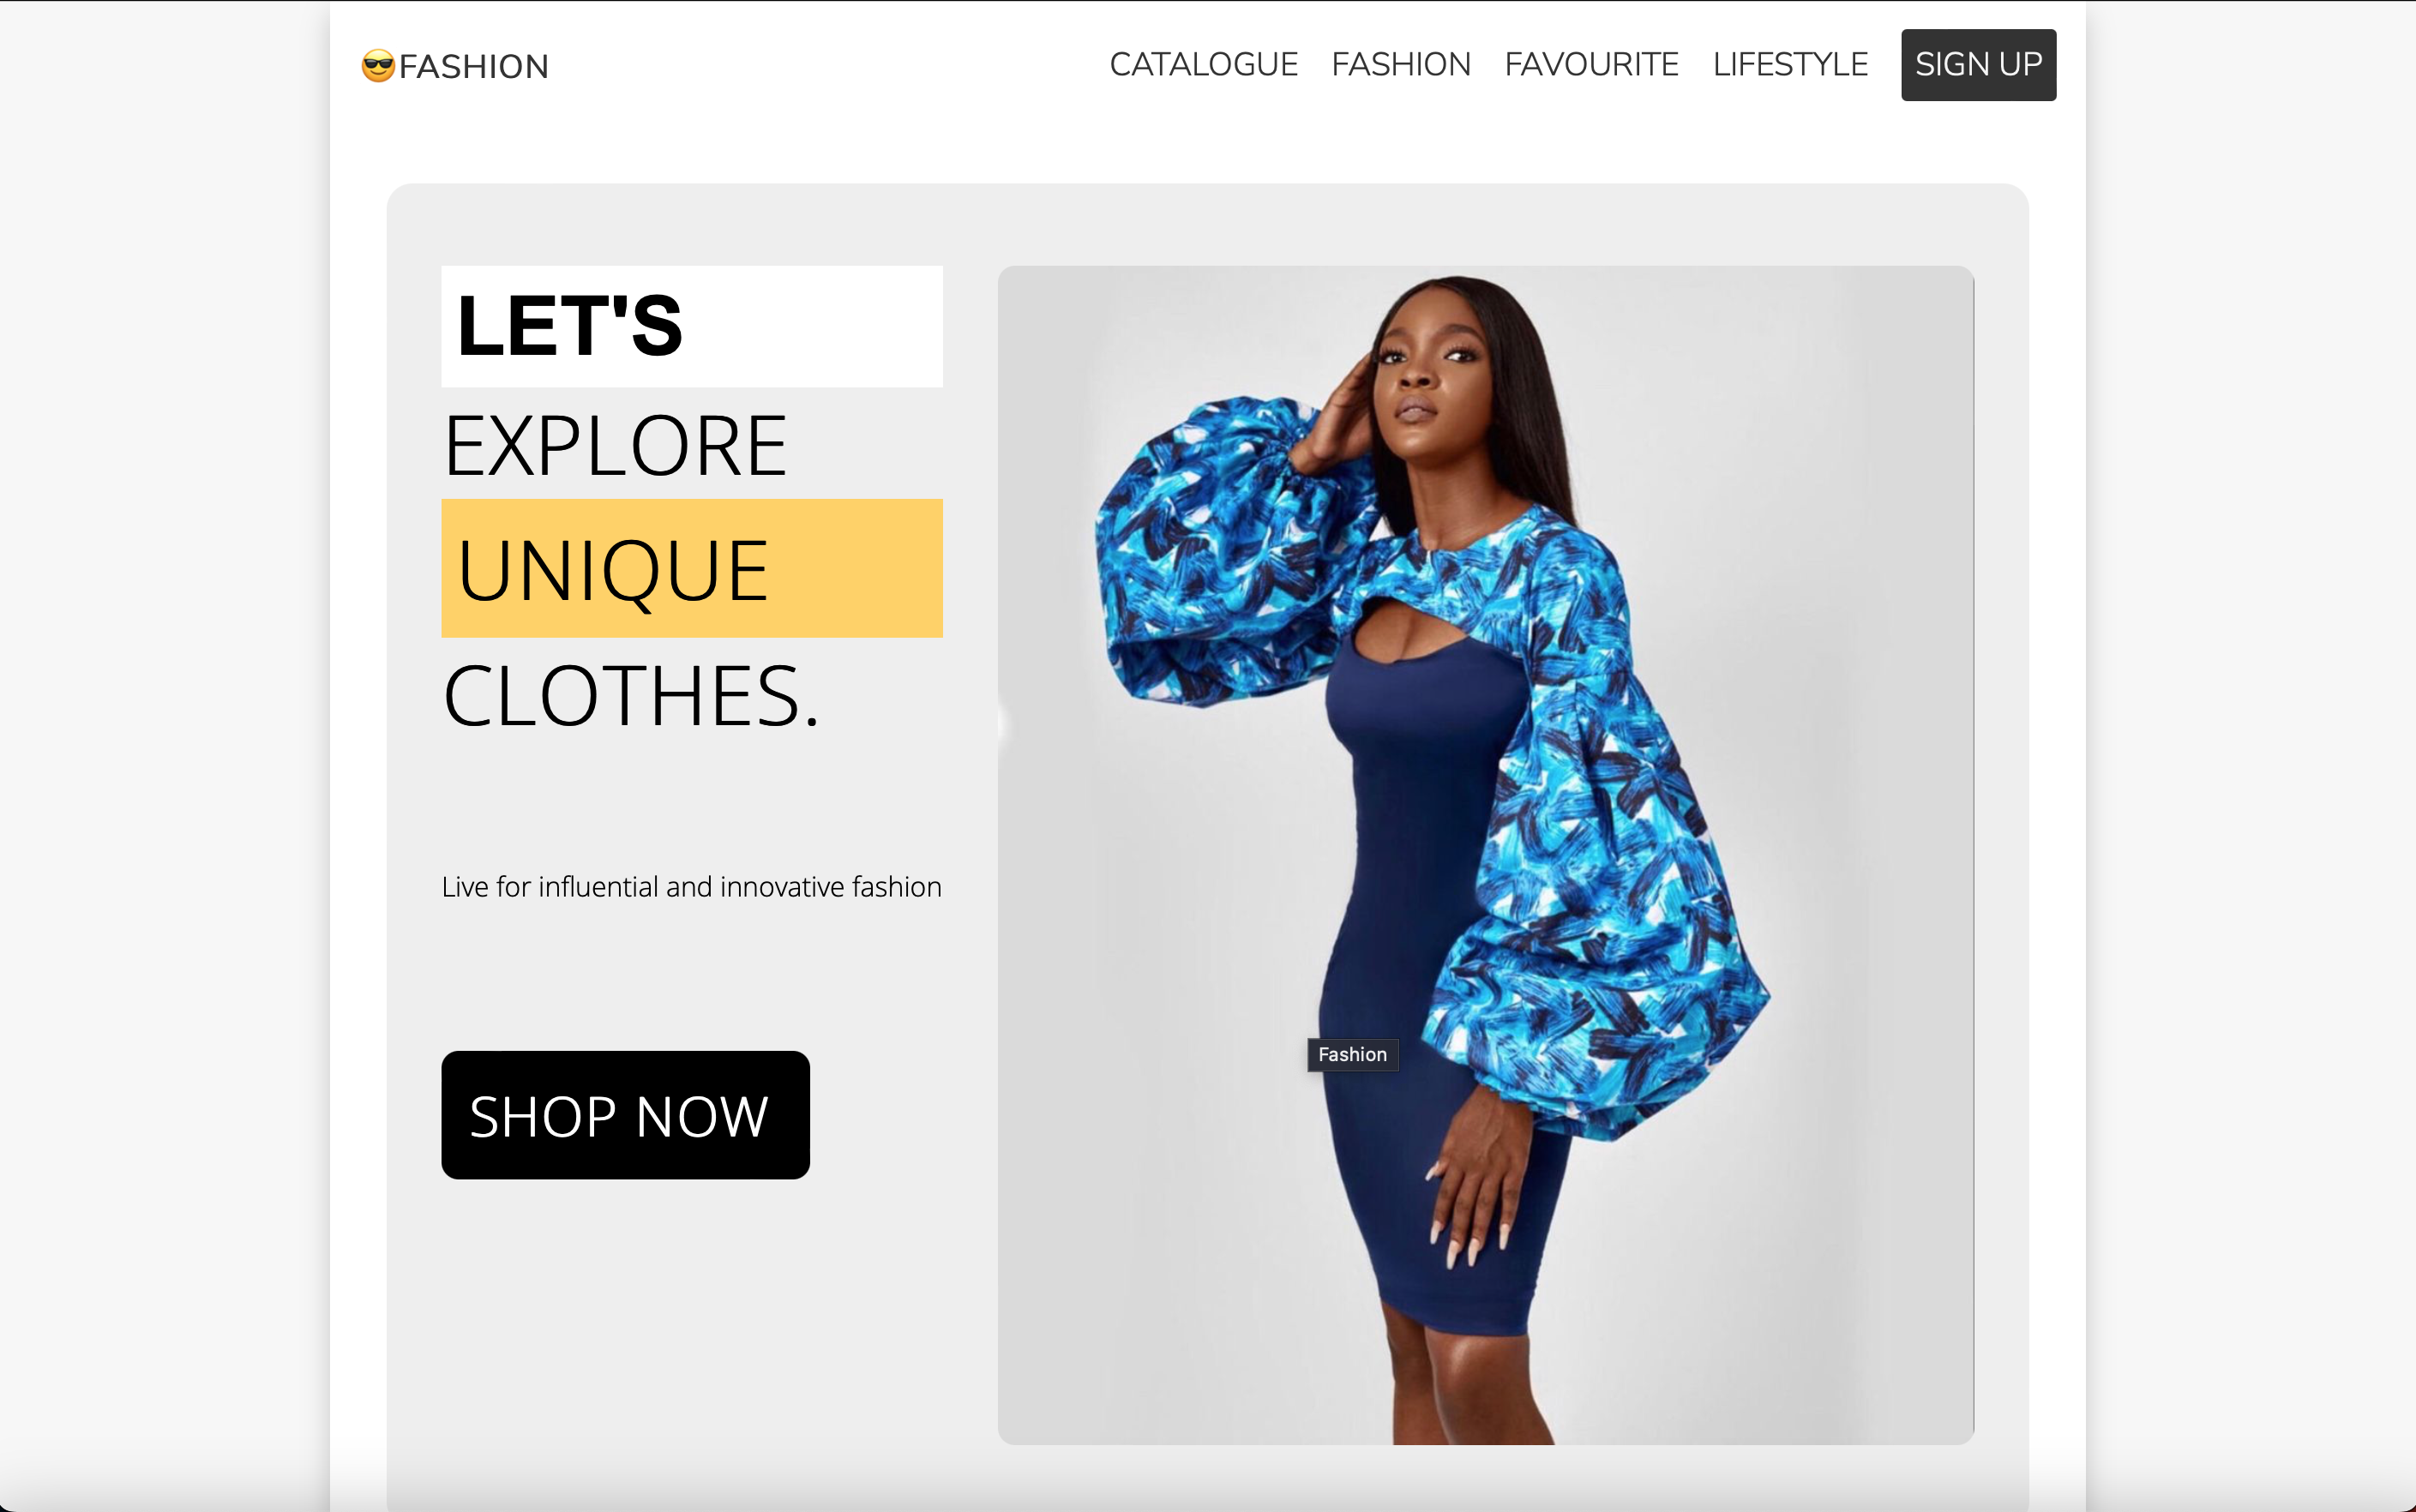 😎FASHION
CATALOGUE FASHION FAVOURITE LIFESTYLE SIGN UP
LET'S
EXPLORE
UNIQUE
CLOTHES.
Live for influential and innovative fashion
SHOP NOW
Fashion